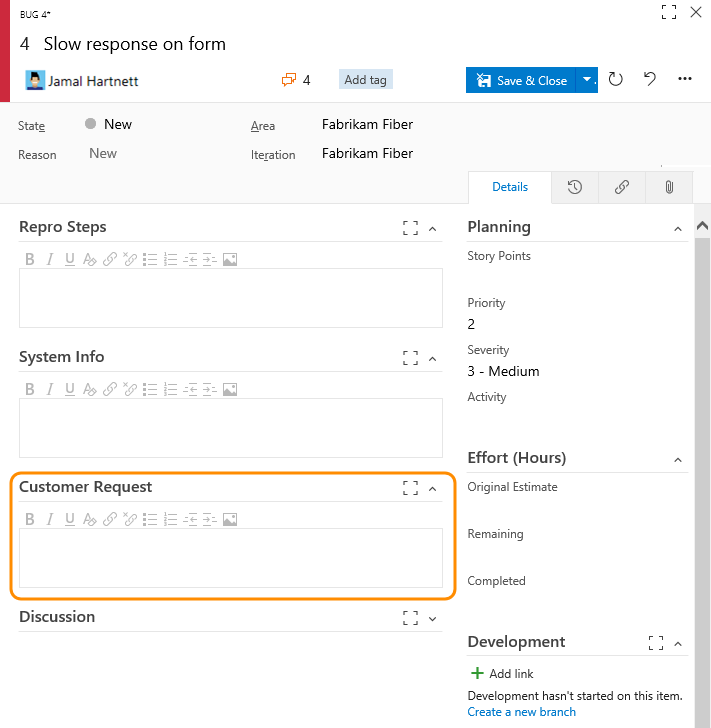 BUG 4*
4 Slow response on form
Jamal Hartnett
4
Add tag
Save & Close
State
New
Area
Fabrikam Fiber
Reason
New
Iteration
Fabrikam Fiber
Details
Repro Steps
B I U
System Info
B I U
Customer Request
B I U
Discussion
Planning
Story Points
Priority
2
Severity
3 - Medium
Activity
Effort (Hours)
Original Estimate
Remaining
Completed
Development
Add link
Development hasn't started on this item.
Create a new branch